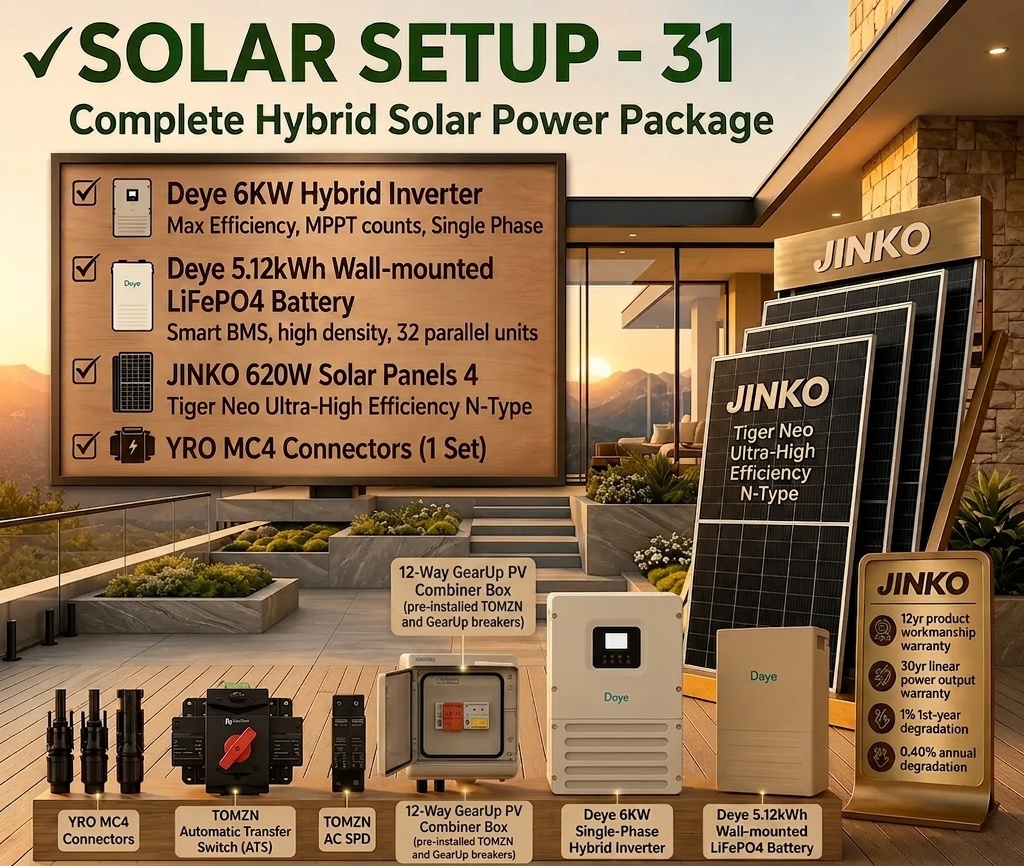 ✓SOLAR SETUP - 31
Complete Hybrid Solar Power Package
Deye 6KW Hybrid Inverter
Max Efficiency, MPPT counts, Single Phase
Deye 5.12kWh Wall-mounted
LiFePO4 Battery
Smart BMS, high density, 32 parallel units
JINKO 620W Solar Panels 4
Tiger Neo Ultra-High Efficiency N-Type
YRO MC4 Connectors (1 Set)
Deye
JINKO
JINKO
Tiger Neo
Ultra-High
Efficiency
N-Type
JINKO
12yr product
workmanship
warranty
30yr linear
power output
warranty
1% 1st-year
degradation
0.40% annual
degradation
12-Way GearUp PV
Combiner Box
(pre-installed TOMZN
and GearUp breakers)
Doye
Daye
YRO MC4
Connectors
TOMZN
Automatic Transfer
Switch (ATS)
TOMZN
AC SPD
12-Way GearUp PV
Combiner Box
(pre-installed TOMZN
and GearUp breakers)
Deye 6KW
Single-Phase
Hybrid Inverter
Deye 5.12kWh
Wall-mounted
LiFePO4 Battery